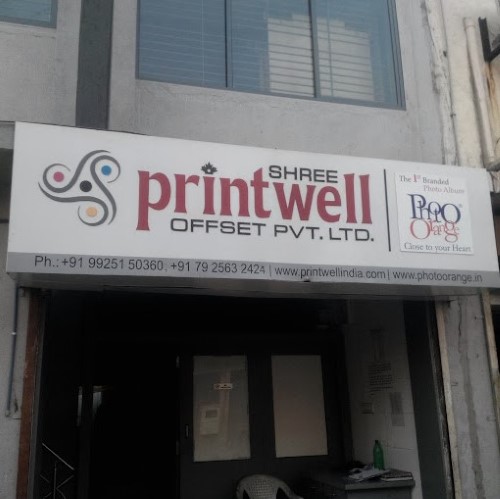 SHREE
printwell
OFFSET PVT. LTD.
The 1st Branded
Photo Album
Photo
Orange
Close to your Heart
Ph.: +91 99251 50360, +91 79 2563 2424 | www.printwellindia.com | www.photoorange.in